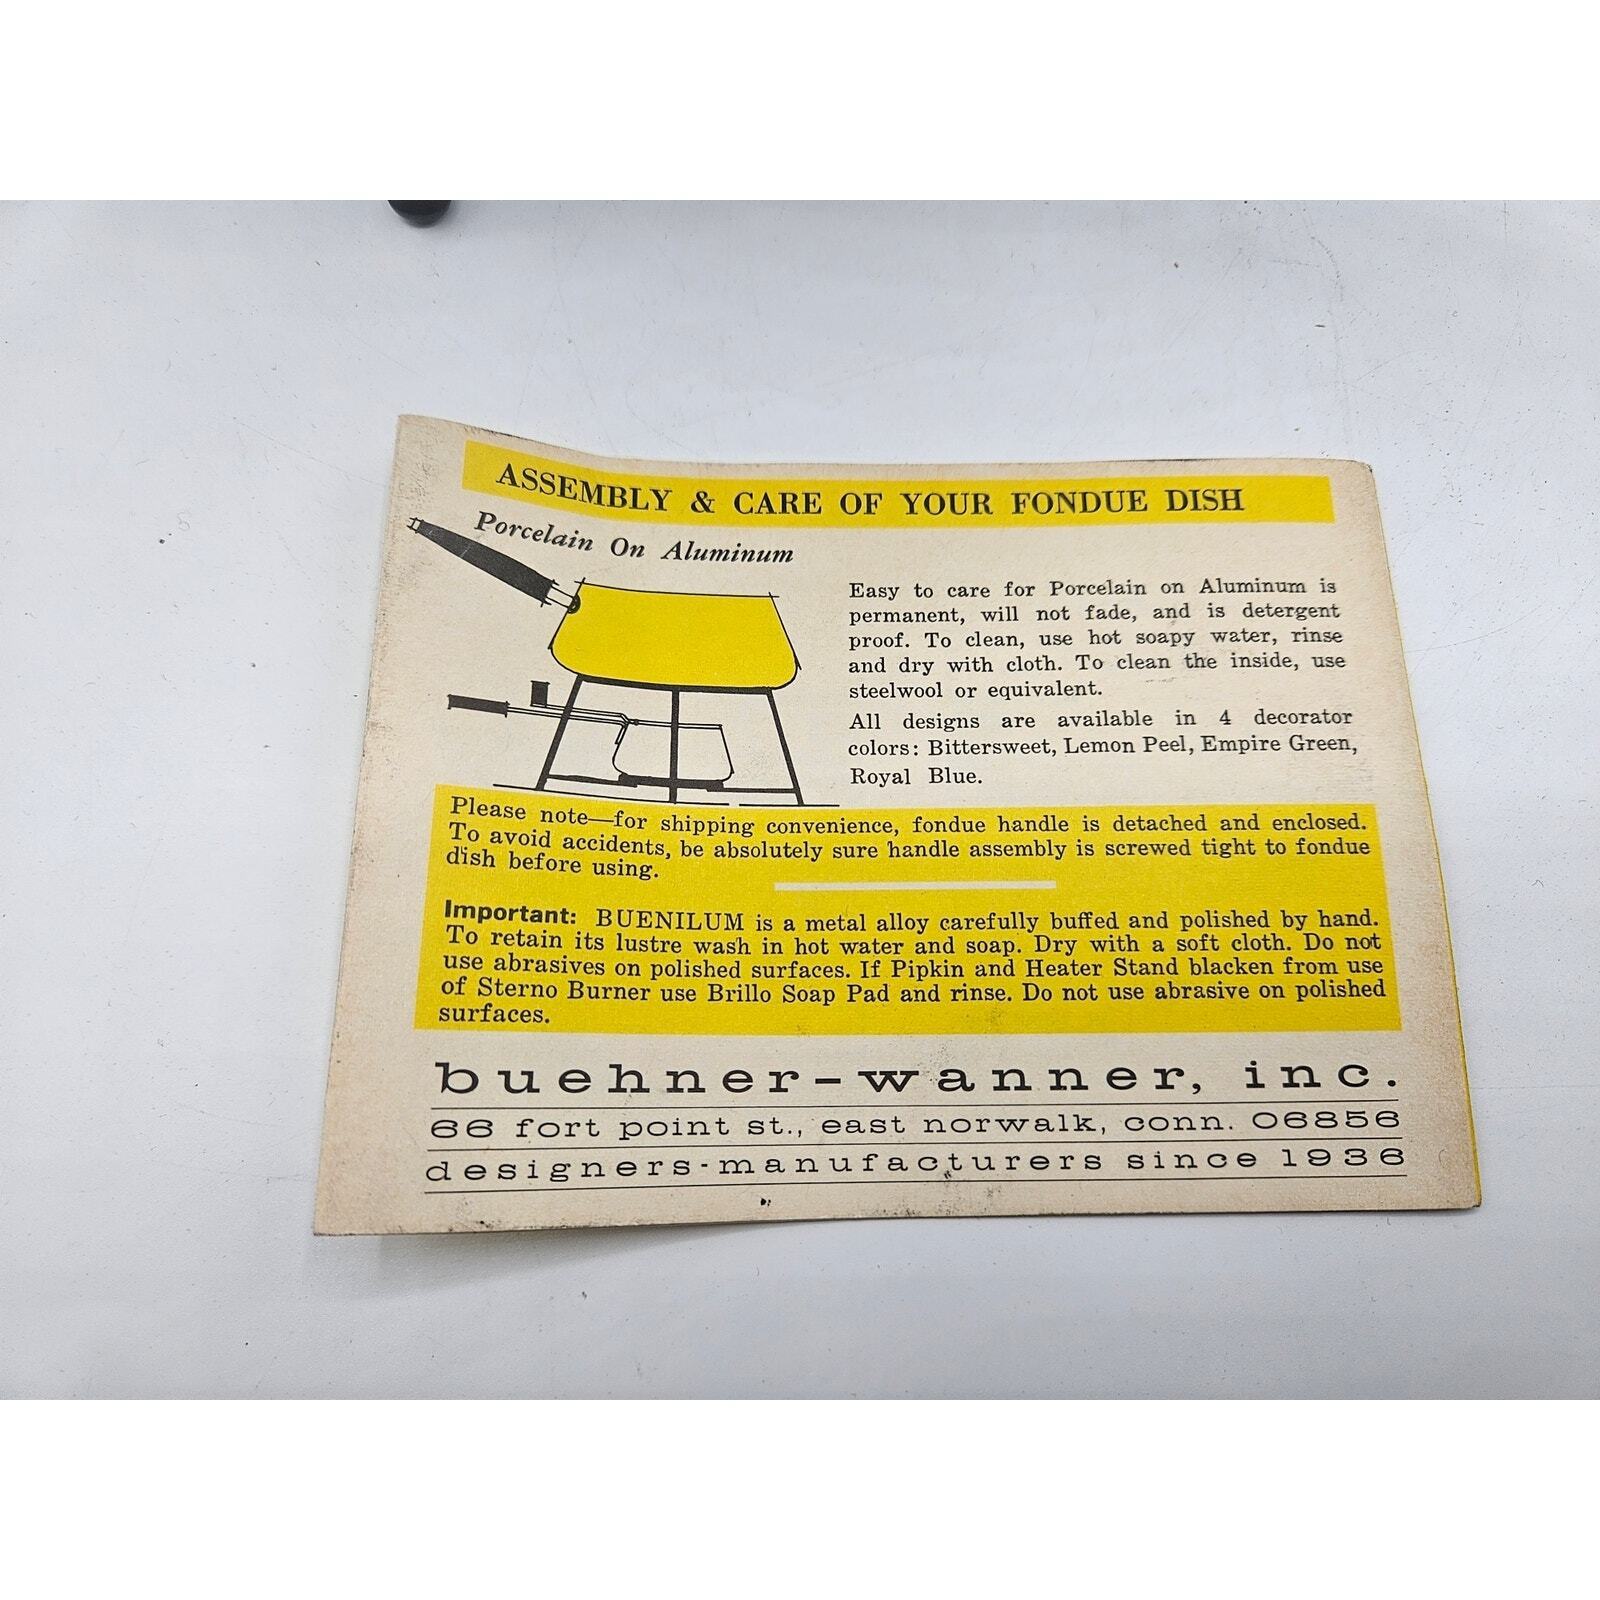 ASSEMBLY & CARE OF YOUR FONDUE DISH
Porcelain On Aluminum
Easy to care for Porcelain on Aluminum is
permanent, will not fade, and is detergent
proof. To clean, use hot soapy water, rinse
and dry with cloth. To clean the inside, use
steelwool or equivalent.
All designs are available in 4 decorator
colors: Bittersweet, Lemon Peel, Empire Green,
Royal Blue.
Please note—for shipping convenience, fondue handle is detached and enclosed.
To avoid accidents, be absolutely sure handle assembly is screwed tight to fondue
dish before using.
Important: BUENILUM is a metal alloy carefully buffed and polished by hand.
To retain its lustre wash in hot water and soap. Dry with a soft cloth. Do not
use abrasives on polished surfaces. If Pipkin and Heater Stand blacken from use
of Sterno Burner use Brillo Soap Pad and rinse. Do not use abrasive on polished
surfaces.
buehner-wanner, inc.
66 fort point st., east norwalk, conn. 06856
designers-manufacturers since 1936